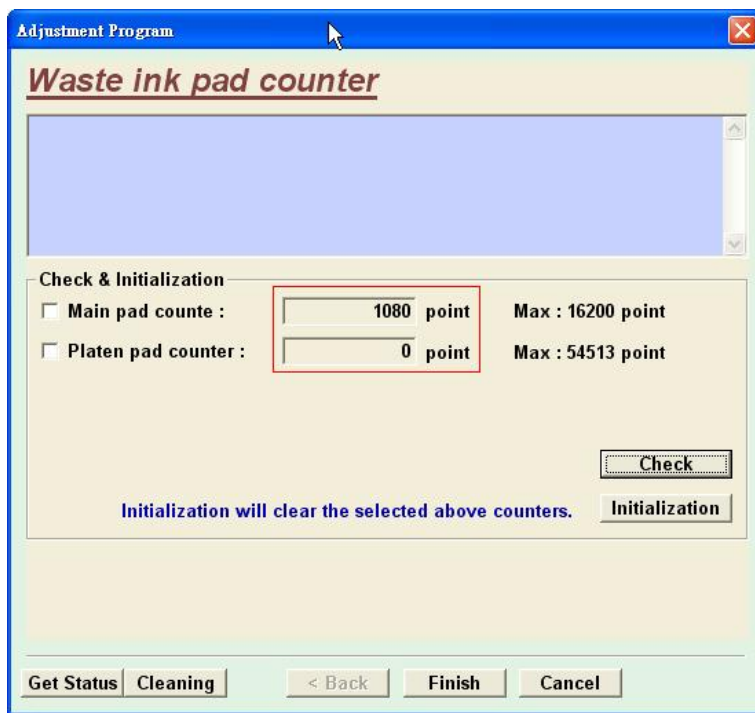 Adjustment Program
Waste ink pad counter
Check & Initialization
Main pad counte : 1080 point Max : 16200 point
Platen pad counter : 0 point Max : 54513 point
Check
Initialization will clear the selected above counters. Initialization
Get Status Cleaning < Back Finish Cancel